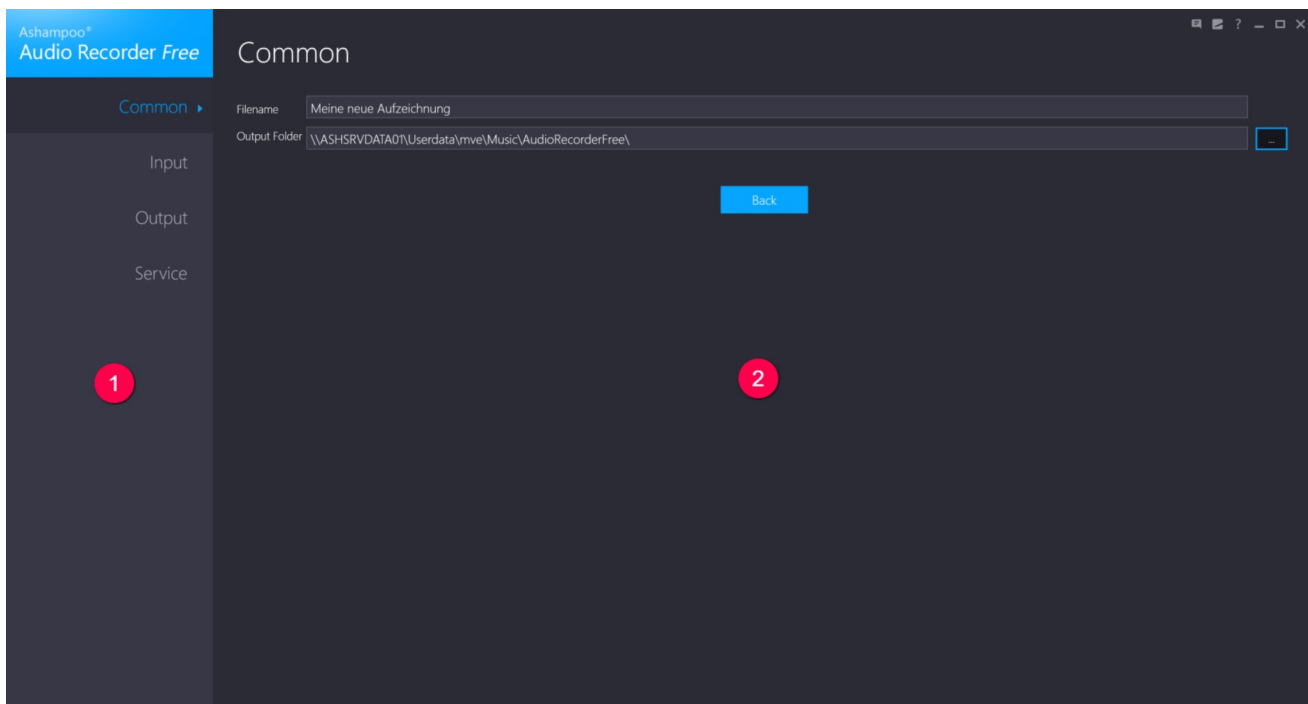 Ashampoo®
Audio Recorder Free
Common
Input
Output
Service
1
?
Common
Filename
Meine neue Aufzeichnung
Output Folder
\\ASHSRVDATA01\Userdata\mve\Music\AudioRecorderFree\
...
Back
2